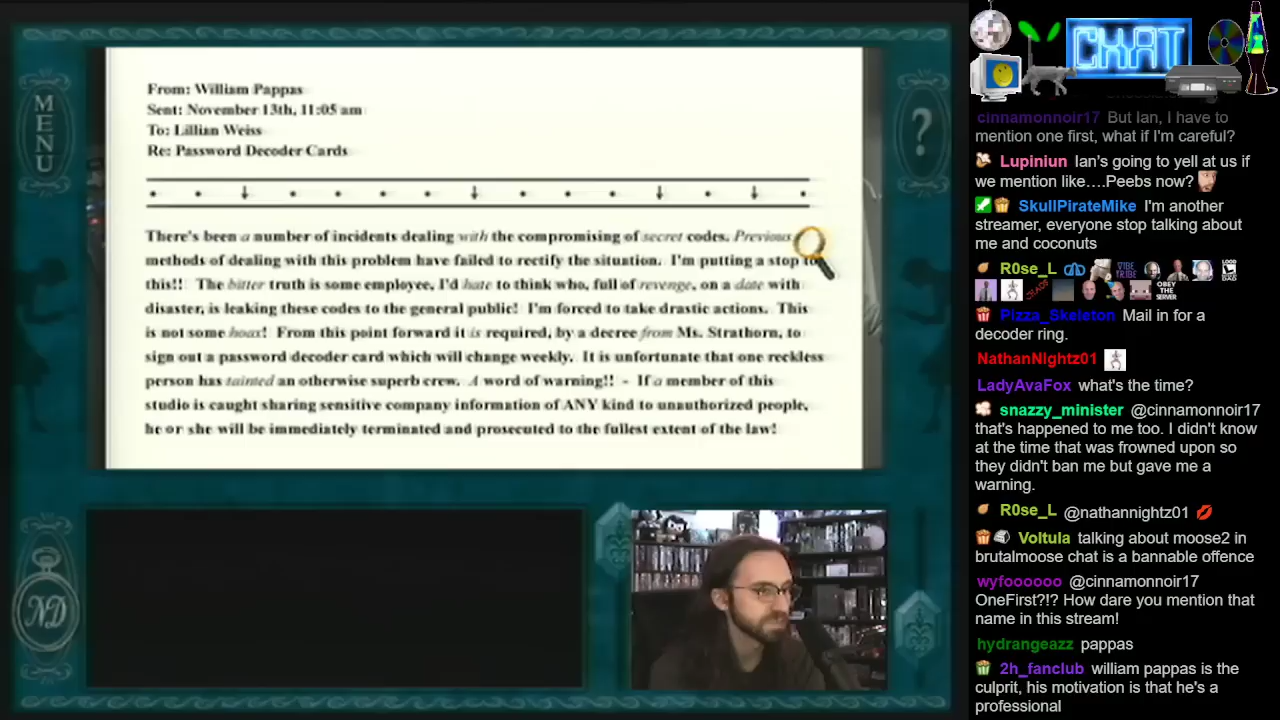 MENU
?
From: William Pappas
Sent: November 13th, 11:05 am
To: Lillian Weiss
Re: Password Decoder Cards
There's been a number of incidents dealing with the compromising of secret codes. Previous
methods of dealing with this problem have failed to rectify the situation. I'm putting a stop to
this!! The bitter truth is some employee, I'd hate to think who, full of revenge, on a date with
disaster, is leaking these codes to the general public! I'm forced to take drastic actions. This
is not some hoax! From this point forward it is required, by a decree from Ms. Strathorn, to
sign out a password decoder card which will change weekly. It is unfortunate that one reckless
person has tainted an otherwise superb crew. A word of warning!! - If a member of this
studio is caught sharing sensitive company information of ANY kind to unauthorized people,
he or she will be immediately terminated and prosecuted to the fullest extent of the law!
ND
CHAT
cinnamonnoir17 But Ian, I have to
mention one first, what if I'm careful?
Lupiniun Ian's going to yell at us if
we mention like....Peebs now?
SkullPirateMike I'm another
streamer, everyone stop talking about
me and coconuts
R0se_L
VIBE TRIBE
LOOD
OBEY THE SERVER
Pizza_Skeleton Mail in for a
decoder ring.
NathanNIghtz01
LadyAvaFox what's the time?
snazzy_minister @cinnamonnoir17
that's happened to me too. I didn't know
at the time that was frowned upon so
they didn't ban me but gave me a
warning.
R0se_L @nathannightz01
Voltula talking about moose2 in
brutalmoose chat is a bannable offence
wyfoooooo @cinnamonnoir17
OneFirst?!? How dare you mention that
name in this stream!
hydrangeazz pappas
2h_fanclub william pappas is the
culprit, his motivation is that he's a
professional